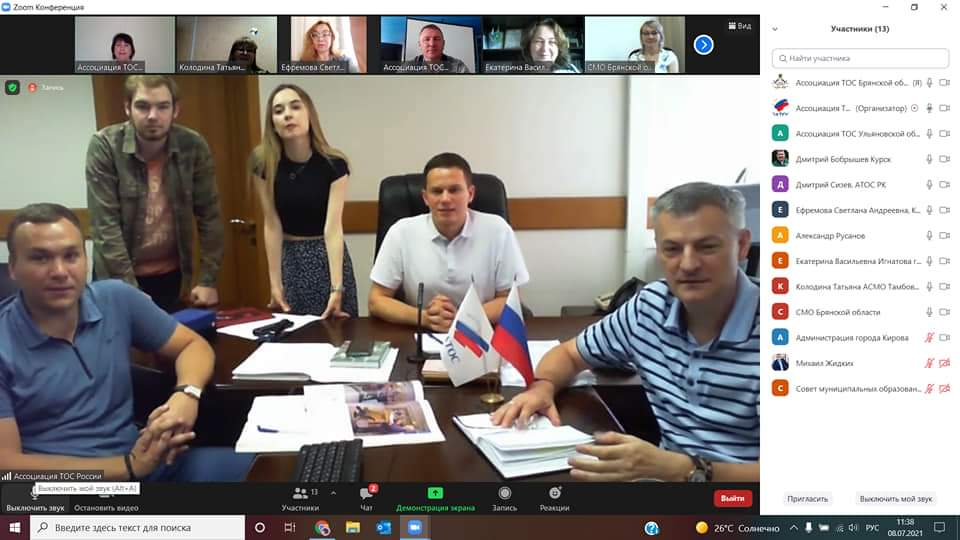 Zoom Конференция
Ассоциация ТОС...
Колодина Татьян...
Ефремова Светл...
Ассоциация ТОС...
Екатерина Васил...
СМО Брянской о...
Вид
Запись
ТОС
Ассоциация ТОС России
Выключить мой звук (Alt+A)
Выключить звук
Остановить видео
13
Участники
2
Чат
Демонстрация экрана
Запись
Реакции
Выйти
Участники (13)
Найти участника
Ассоциация ТОС Брянской об... (Я)
Ассоциация Т... (Организатор)
А Ассоциация ТОС Ульяновской об...
Дмитрий Бобрышев Курск
Д Дмитрий Сизев, АТОС РК
Е Ефремова Светлана Андреевна, К...
А Александр Русанов
Е Екатерина Васильевна Игнатова г...
К Колодина Татьяна АСМО Тамбов...
С СМО Брянской области
А Администрация города Кирова
Михаил Жидких
С Совет муниципальных образован...
Пригласить
Выключить мой звук
Введите здесь текст для поиска
26°C Солнечно
РУС
11:38
08.07.2021